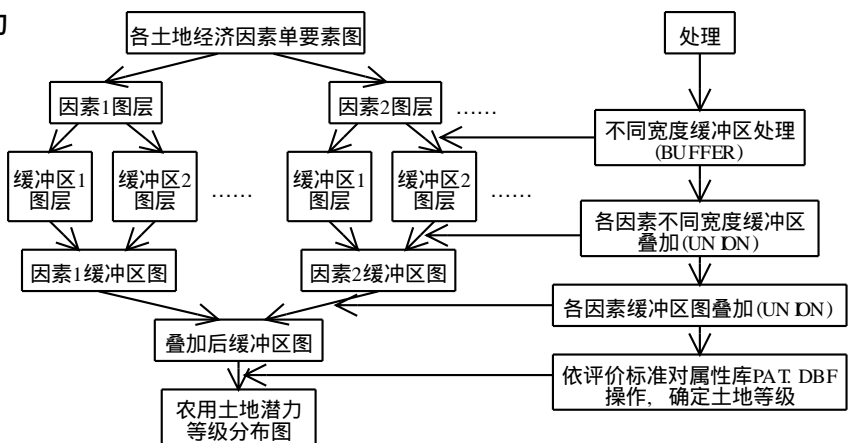 力
各土地经济因素单要素图
处理
因素1图层
因素2图层
……
不同宽度缓冲区处理
(BUFFER)
缓冲区1
图层
缓冲区2
图层
……
缓冲区1
图层
缓冲区2
图层
……
各因素不同宽度缓冲区
叠加(UNION)
因素1缓冲区图
因素2缓冲区图
各因素缓冲区图叠加(UNION)
叠加后缓冲区图
依评价标准对属性库PAT. DBF
操作，确定土地等级
农用土地潜力
等级分布图